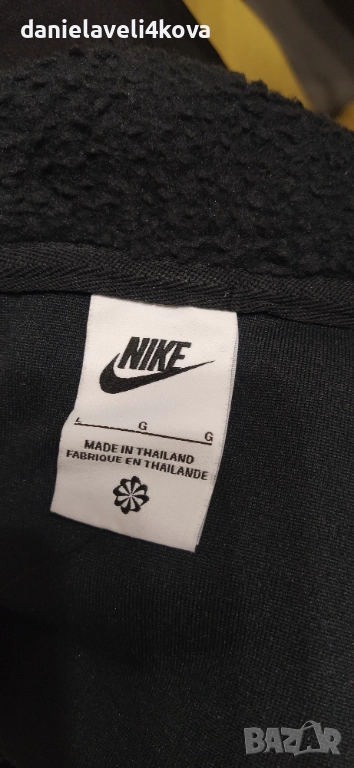 danielaveli4kova
NIKE
L G G
MADE IN THAILAND
FABRIQUE EN THAILANDE
BAZAR